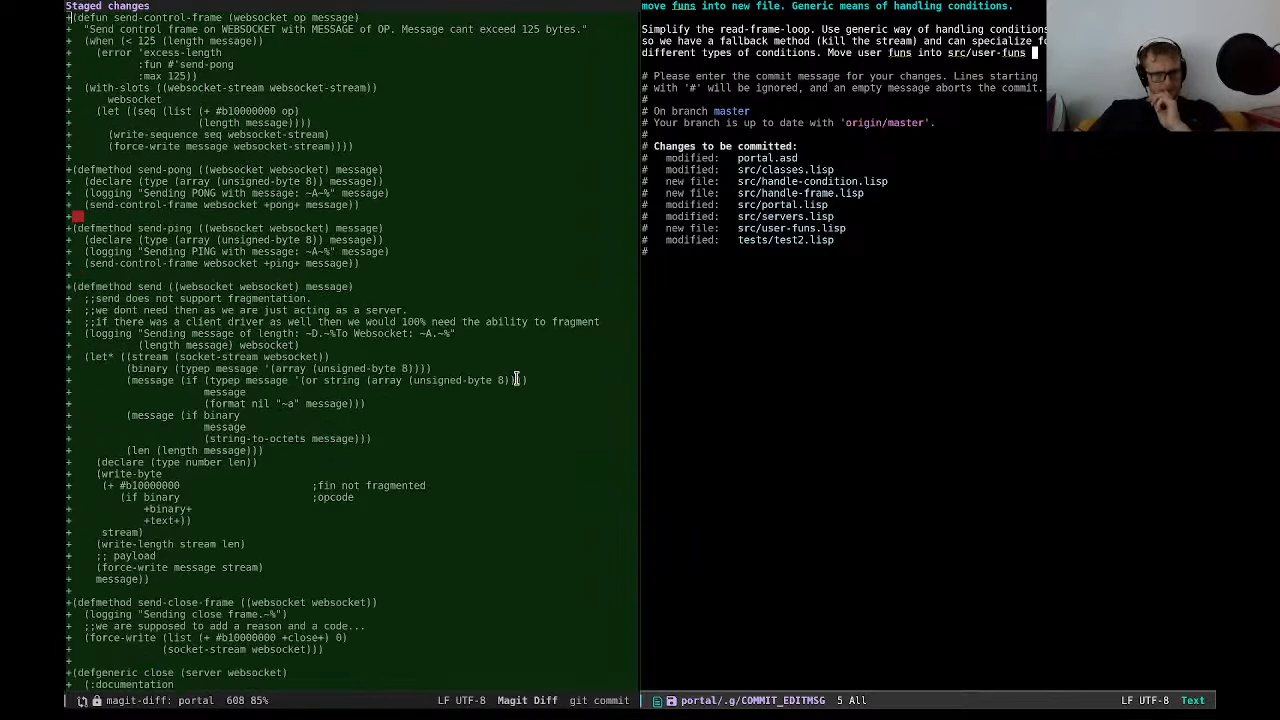 Staged changes
+(defun send-control-frame (websocket op message)
+  "Send control frame on WEBSOCKET with MESSAGE of OP. Message cant exceed 125 bytes."
+  (when (< 125 (length message))
+    (error 'excess-length
+           :fun #'send-pong
+           :max 125))
+  (with-slots ((websocket-stream websocket-stream))
+      websocket
+    (let ((seq (list (+ #b10000000 op)
+                     (length message))))
+      (write-sequence seq websocket-stream)
+      (force-write message websocket-stream))))
+
+(defmethod send-pong ((websocket websocket) message)
+  (declare (type (array (unsigned-byte 8)) message))
+  (logging "Sending PONG with message: ~A~%" message)
+  (send-control-frame websocket +pong+ message))
+
+(defmethod send-ping ((websocket websocket) message)
+  (declare (type (array (unsigned-byte 8)) message))
+  (logging "Sending PING with message: ~A~%" message)
+  (send-control-frame websocket +ping+ message))
+
+(defmethod send ((websocket websocket) message)
+  ;;send does not support fragmentation.
+  ;;we dont need then as we are just acting as a server.
+  ;;if there was a client driver as well then we would 100% need the ability to fragment
+  (logging "Sending message of length: ~D.~%To Websocket: ~A.~%"
+           (length message) websocket)
+  (let* ((stream (socket-stream websocket))
+         (binary (typep message '(array (unsigned-byte 8))))
+         (message (if (typep message '(or string (array (unsigned-byte 8))))
+                      message
+                      (format nil "~a" message)))
+         (message (if binary
+                      message
+                      (string-to-octets message)))
+         (len (length message)))
+    (declare (type number len))
+    (write-byte
+     (+ #b10000000                      ;fin not fragmented
+        (if binary                      ;opcode
+            +binary+
+            +text+))
+     stream)
+    (write-length stream len)
+    ;; payload
+    (force-write message stream)
+    message))
+
+(defmethod send-close-frame ((websocket websocket))
+  (logging "Sending close frame.~%")
+  ;;we are supposed to add a reason and a code...
+  (force-write (list (+ #b10000000 +close+) 0)
+               (socket-stream websocket)))
+
+(defgeneric close (server websocket)
+  (:documentation
magit-diff: portal  608 85%  LF UTF-8  Magit Diff  git commit
move funs into new file. Generic means of handling conditions.
Simplify the read-frame-loop. Use generic way of handling conditions
so we have a fallback method (kill the stream) and can specialize
different types of conditions. Move user funs into src/user-funs
# Please enter the commit message for your changes. Lines starting
# with '#' will be ignored, and an empty message aborts the commit.
#
# On branch master
# Your branch is up to date with 'origin/master'.
#
# Changes to be committed:
#   modified:   portal.asd
#   modified:   src/classes.lisp
#   new file:   src/handle-condition.lisp
#   new file:   src/handle-frame.lisp
#   modified:   src/portal.lisp
#   modified:   src/servers.lisp
#   new file:   src/user-funs.lisp
#   modified:   tests/test2.lisp
#
portal/.g/COMMIT_EDITMSG  5 All  LF UTF-8  Text